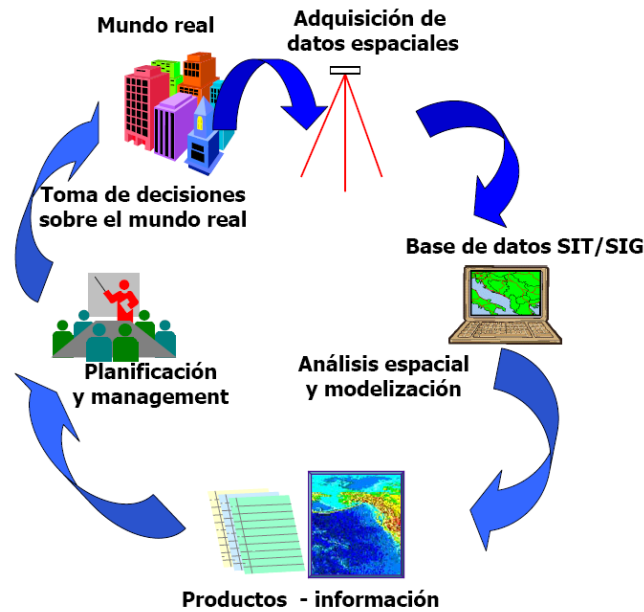 Mundo real
Adquisición de
datos espaciales
Toma de decisiones
sobre el mundo real
Base de datos SIT/SIG
Planificación
y management
Análisis espacial
y modelización
Productos - información